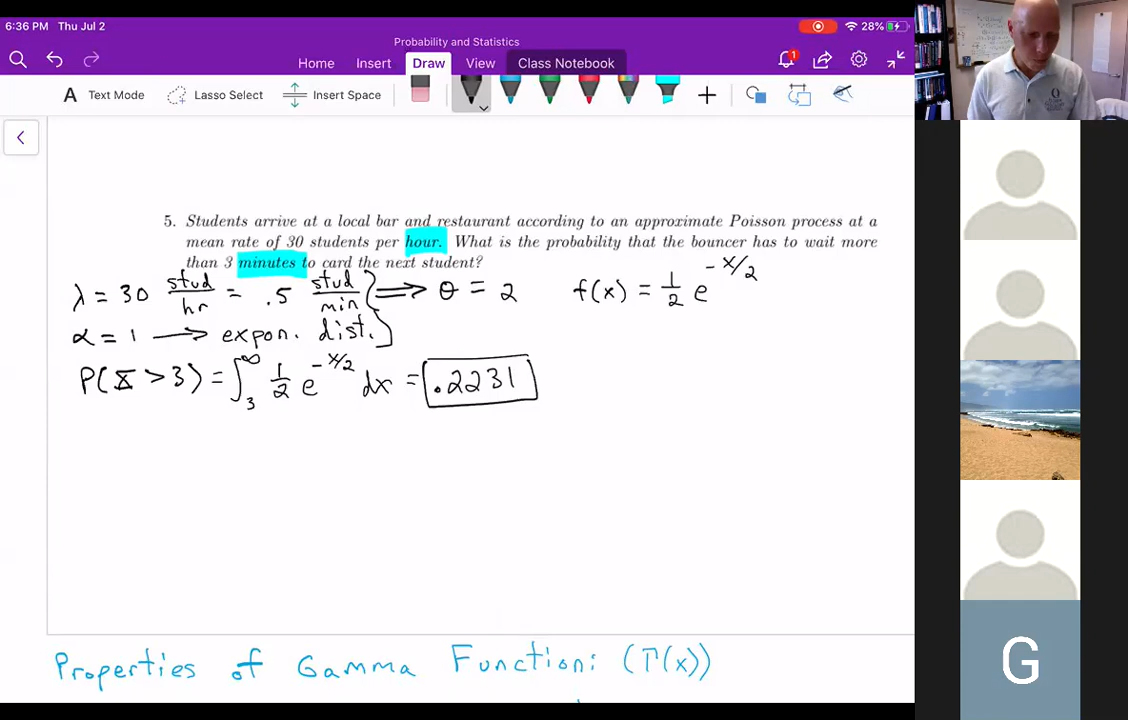 6:36 PM Thu Jul 2
28%
Probability and Statistics
Home Insert Draw View Class Notebook
1
A Text Mode Lasso Select Insert Space
5. Students arrive at a local bar and restaurant according to an approximate Poisson process at a
mean rate of 30 students per hour. What is the probability that the bouncer has to wait more
than 3 minutes to card the next student?
λ = 30 stud/hr = .5 stud/min } ⟹ θ = 2 f(x) = 1/2 e^(-x/2)
α = 1 → expon. dist.
P(X > 3) = ∫_3^∞ 1/2 e^(-x/2) dx = .2231
Properties of Gamma Function: (Γ(x))
G